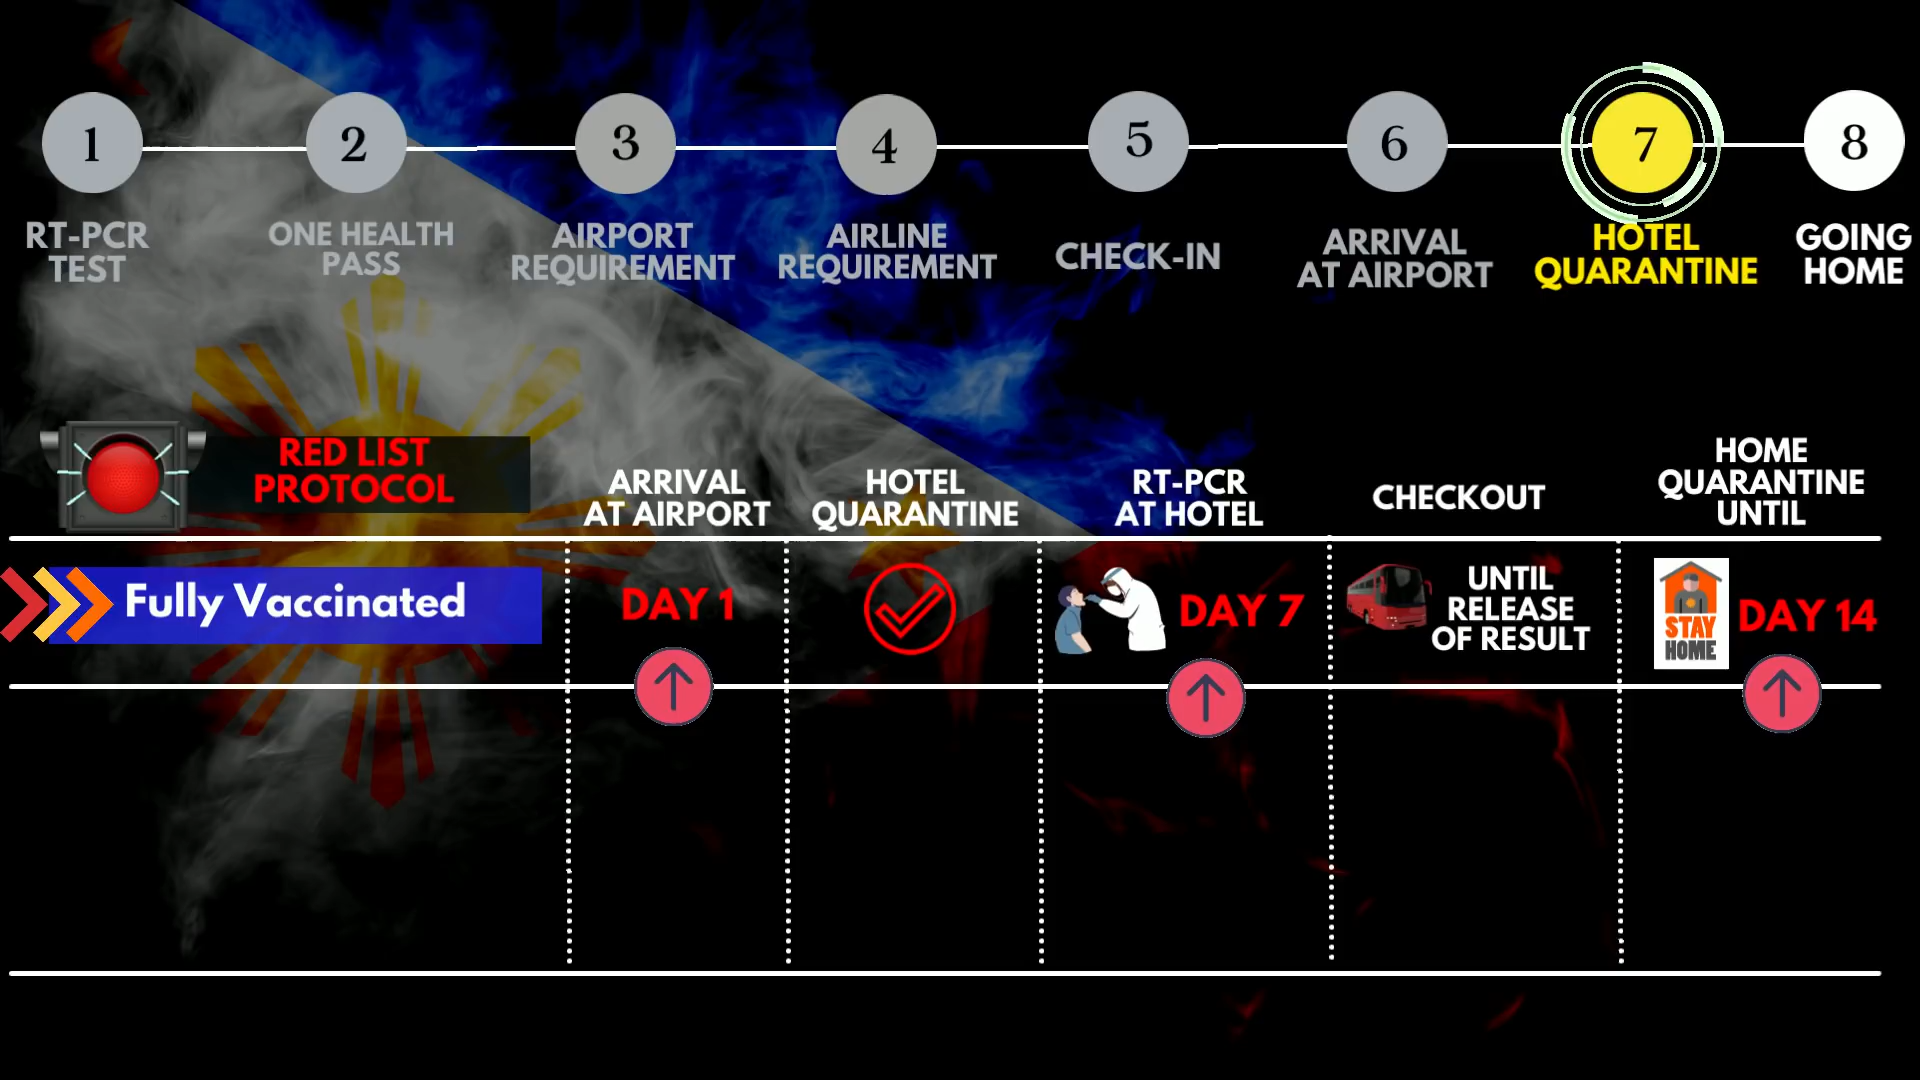 1
2
3
4
5
6
7
8
RT-PCR
TEST
ONE HEALTH
PASS
AIRPORT
REQUIREMENT
AIRLINE
REQUIREMENT
CHECK-IN
ARRIVAL
AT AIRPORT
HOTEL
QUARANTINE
GOING
HOME
RED LIST
PROTOCOL
ARRIVAL
AT AIRPORT
HOTEL
QUARANTINE
RT-PCR
AT HOTEL
CHECKOUT
HOME
QUARANTINE
UNTIL
Fully Vaccinated
DAY 1
DAY 7
UNTIL
RELEASE
OF RESULT
STAY
HOME
DAY 14